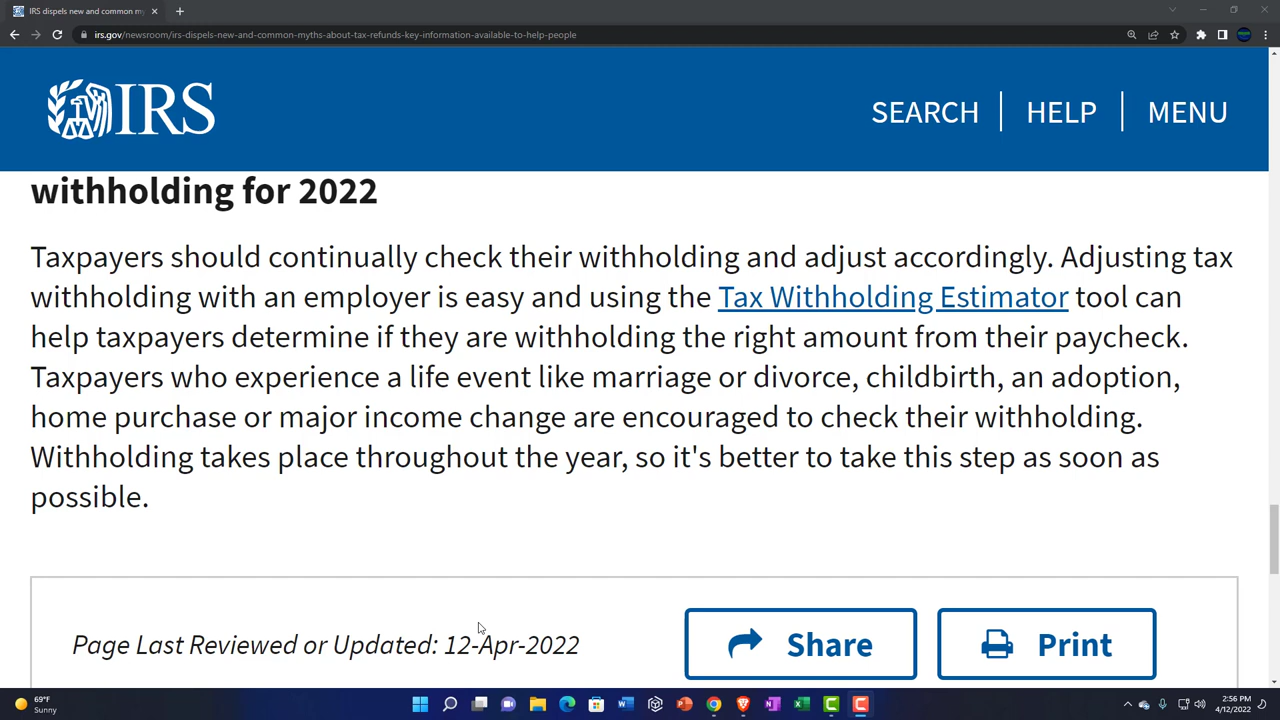 IRS dispels new and common my
irs.gov/newsroom/irs-dispels-new-and-common-myths-about-tax-refunds-key-information-available-to-help-people
IRS
SEARCH
HELP
MENU
withholding for 2022
Taxpayers should continually check their withholding and adjust accordingly. Adjusting tax
withholding with an employer is easy and using the Tax Withholding Estimator tool can
help taxpayers determine if they are withholding the right amount from their paycheck.
Taxpayers who experience a life event like marriage or divorce, childbirth, an adoption,
home purchase or major income change are encouraged to check their withholding.
Withholding takes place throughout the year, so it's better to take this step as soon as
possible.
Page Last Reviewed or Updated: 12-Apr-2022
Share
Print
69°F
Sunny
2:56 PM
4/12/2022